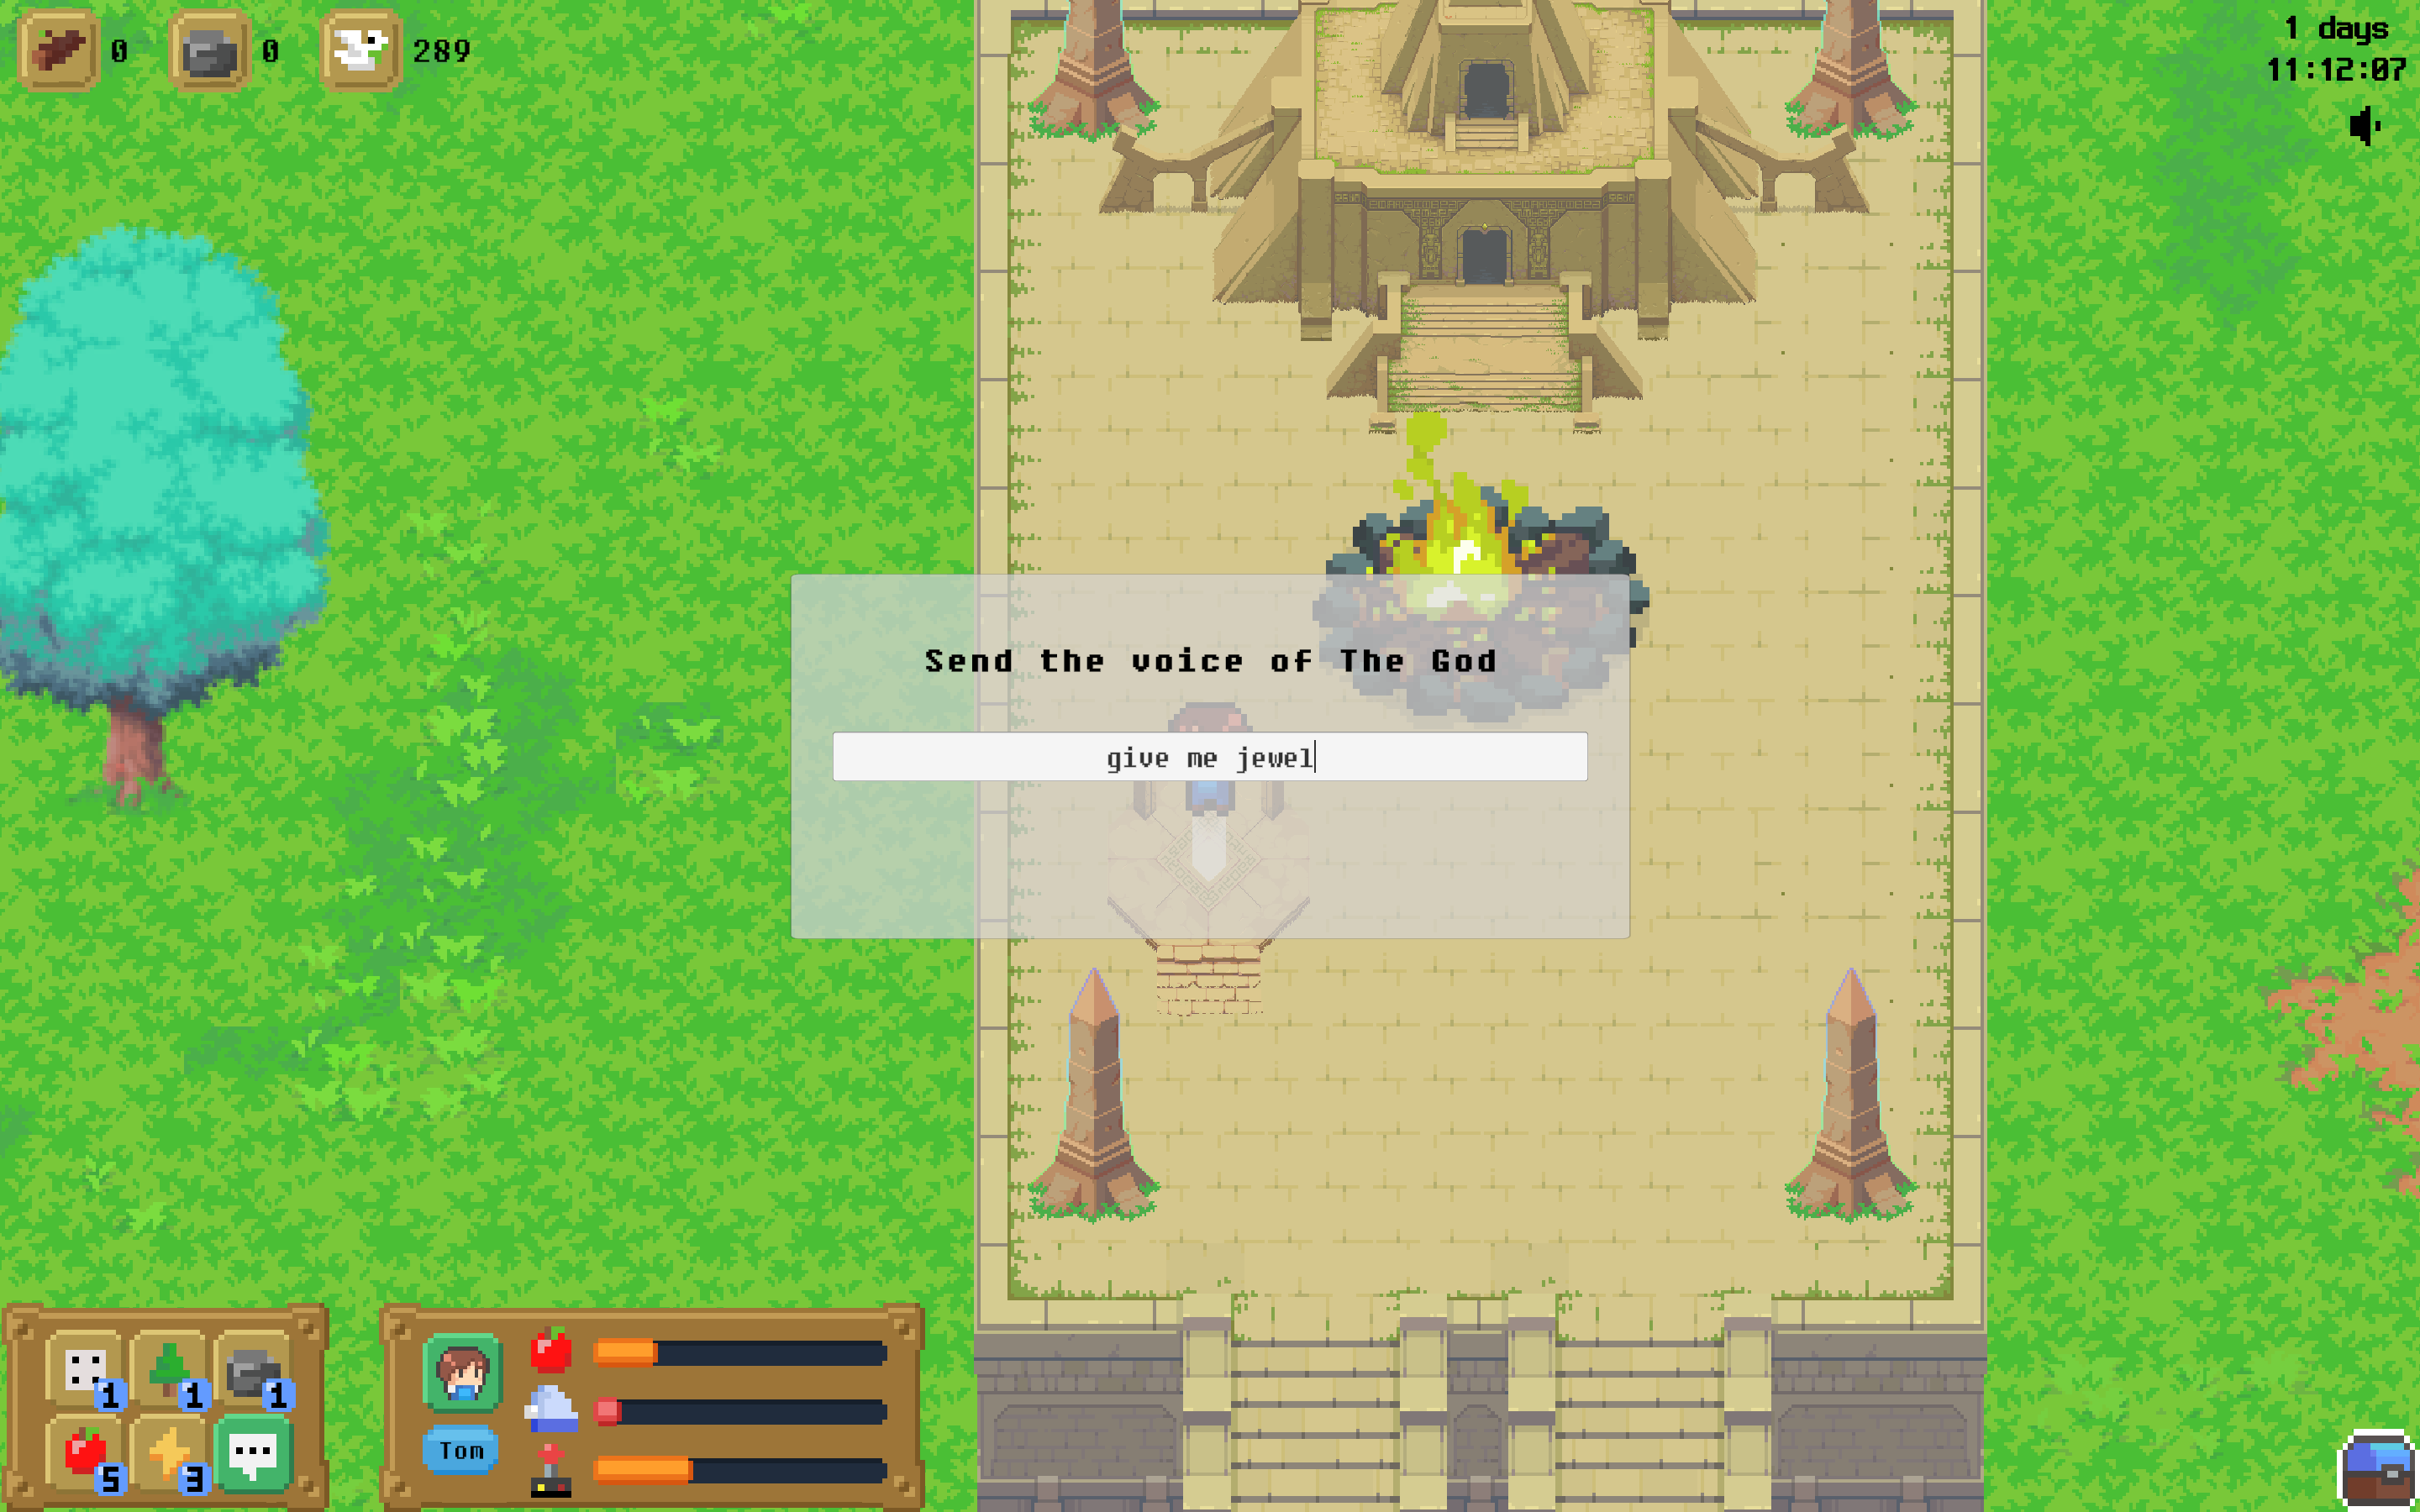 0 0 289
1 days
11:12:07
Send the voice of The God
give me jewel
1 1 1
5 3
Tom